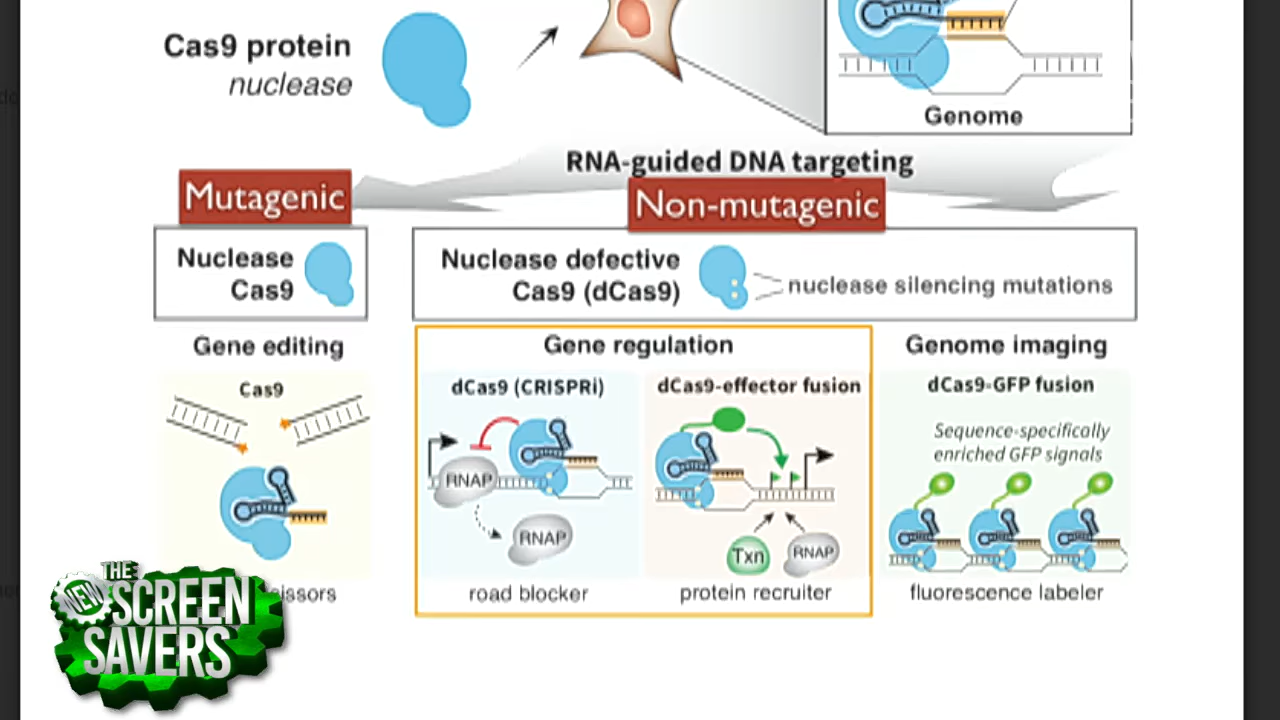 Cas9 protein
nuclease
Genome
RNA-guided DNA targeting
Mutagenic
Non-mutagenic
Nuclease
Cas9
Nuclease defective
Cas9 (dCas9)
nuclease silencing mutations
Gene editing
Gene regulation
Genome imaging
Cas9
dCas9 (CRISPRi)
dCas9-effector fusion
dCas9-GFP fusion
Sequence-specifically
enriched GFP signals
RNAP
RNAP
Txn
RNAP
road blocker
protein recruiter
fluorescence labeler
THE
NEW
SCREEN
SAVERS